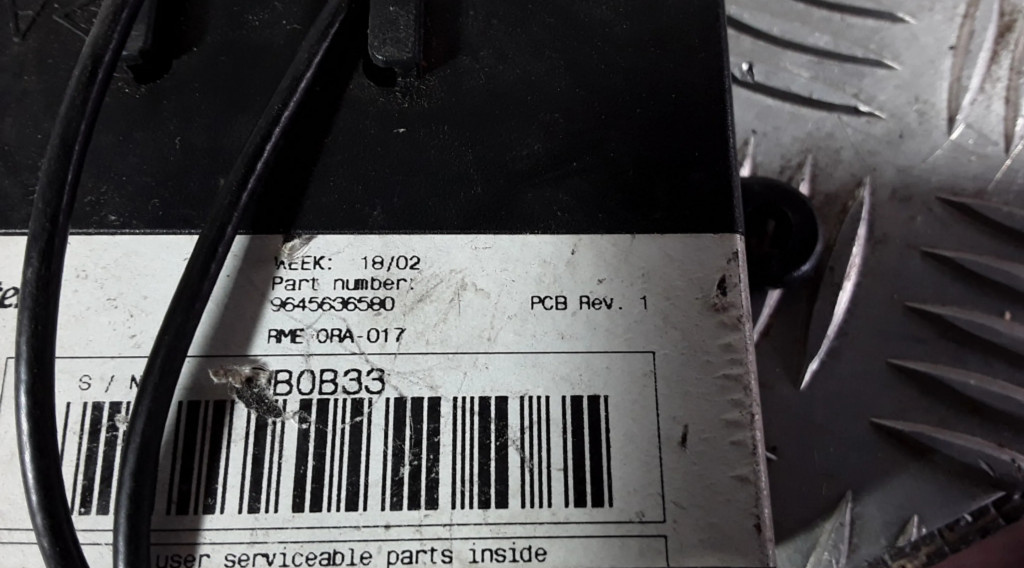 WEEK: 18/02
Part number:
9645636580
PCB Rev. 1
RME ORA-017
S / N
B0B33
user serviceable parts inside